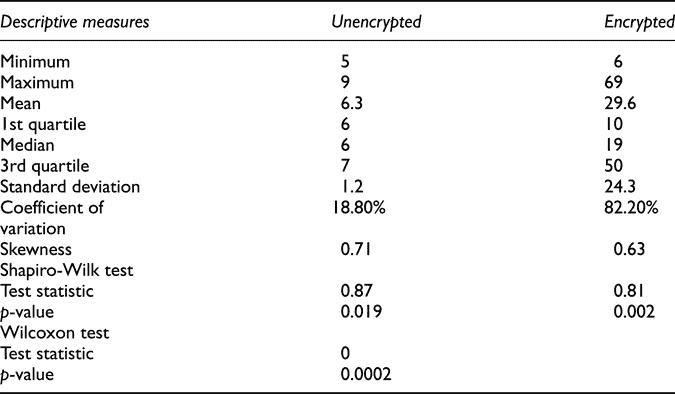 Descriptive measures Unencrypted Encrypted
Minimum 5 6
Maximum 9 69
Mean 6.3 29.6
1st quartile 6 10
Median 6 19
3rd quartile 7 50
Standard deviation 1.2 24.3
Coefficient of 18.80% 82.20%
variation
Skewness 0.71 0.63
Shapiro-Wilk test
Test statistic 0.87 0.81
p-value 0.019 0.002
Wilcoxon test
Test statistic 0
p-value 0.0002